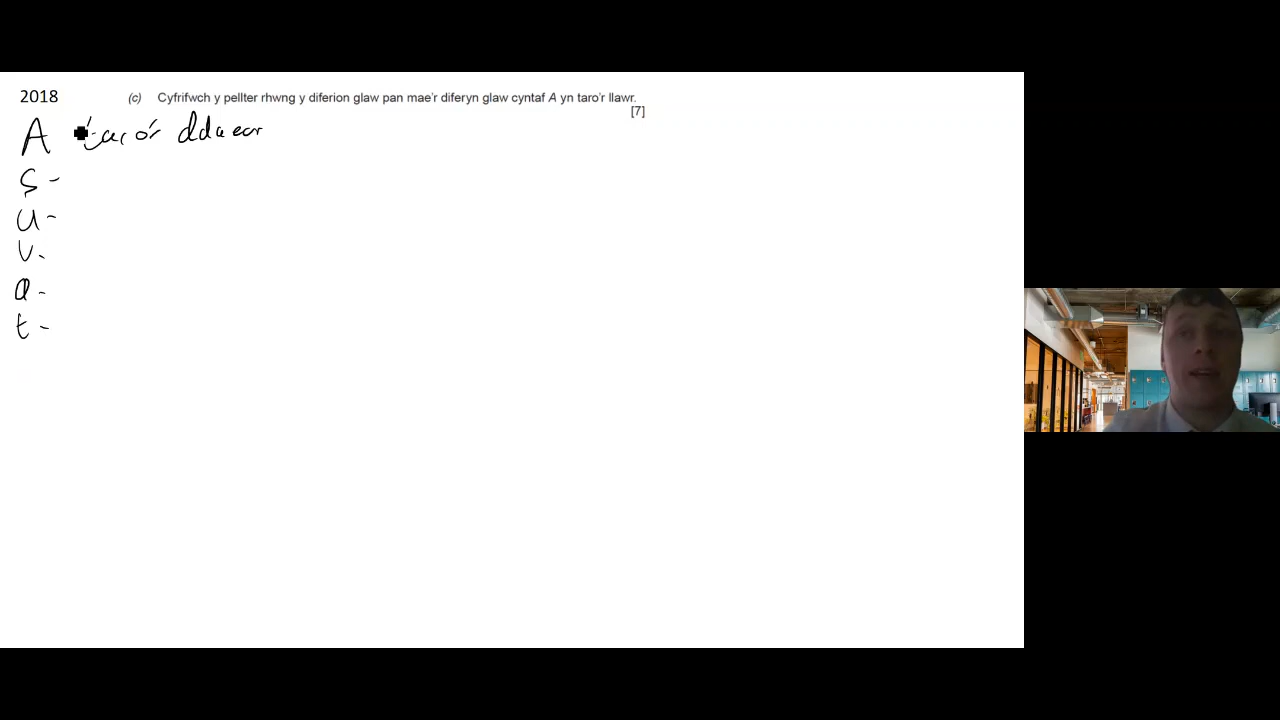 2018 (c) Cyfrifwch y pellter rhwng y diferion glaw pan mae'r diferyn glaw cyntaf A yn taro'r llawr.
[7]
A taro'r ddaear
s -
u -
v -
a -
t -